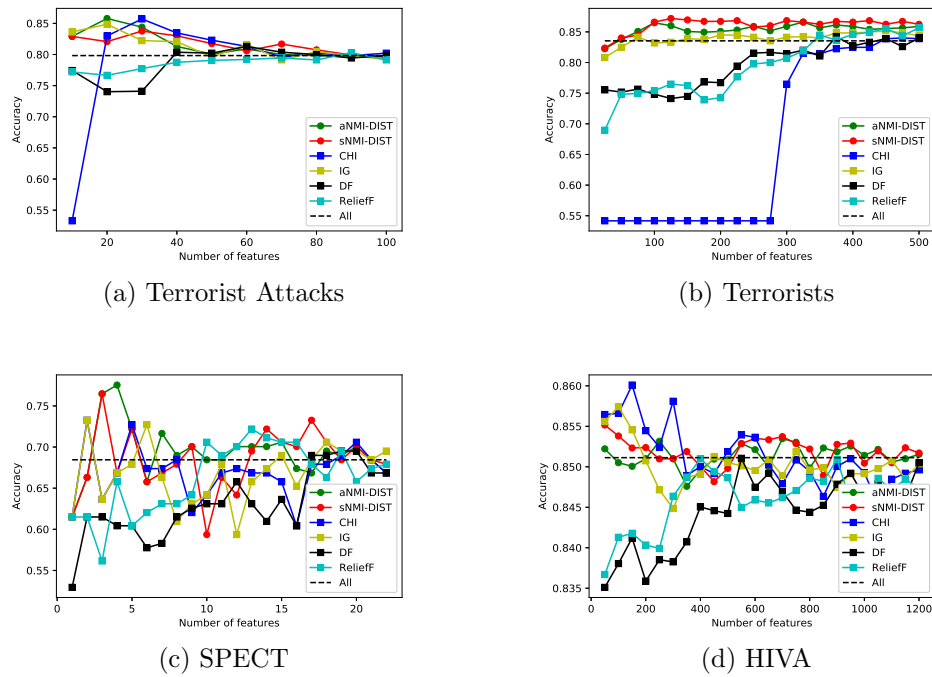 0.85
0.80
0.75
0.70
0.65
0.60
0.55
Accuracy
aNMI-DIST
sNMI-DIST
CHI
IG
DF
ReliefF
All
20 40 60 80 100
Number of features
(a) Terrorist Attacks
0.85
0.80
0.75
0.70
0.65
0.60
0.55
Accuracy
aNMI-DIST
sNMI-DIST
CHI
IG
DF
ReliefF
All
100 200 300 400 500
Number of features
(b) Terrorists
0.75
0.70
0.65
0.60
0.55
Accuracy
aNMI-DIST
sNMI-DIST
CHI
IG
DF
ReliefF
All
0 5 10 15 20
Number of features
(c) SPECT
0.860
0.855
0.850
0.845
0.840
0.835
Accuracy
aNMI-DIST
sNMI-DIST
CHI
IG
DF
ReliefF
All
0 200 400 600 800 1000 1200
Number of features
(d) HIVA